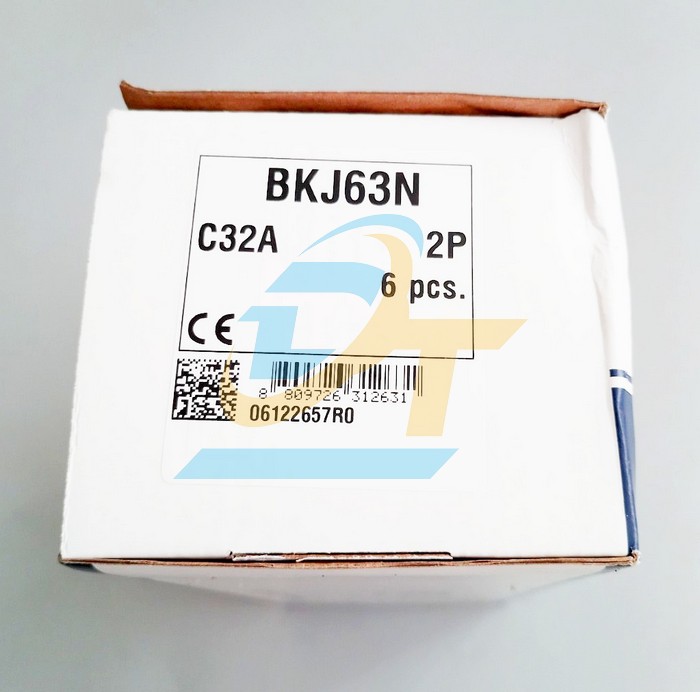 BKJ63N
C32A 2P
6 pcs.
CE
8 809726 312631
06122657R0